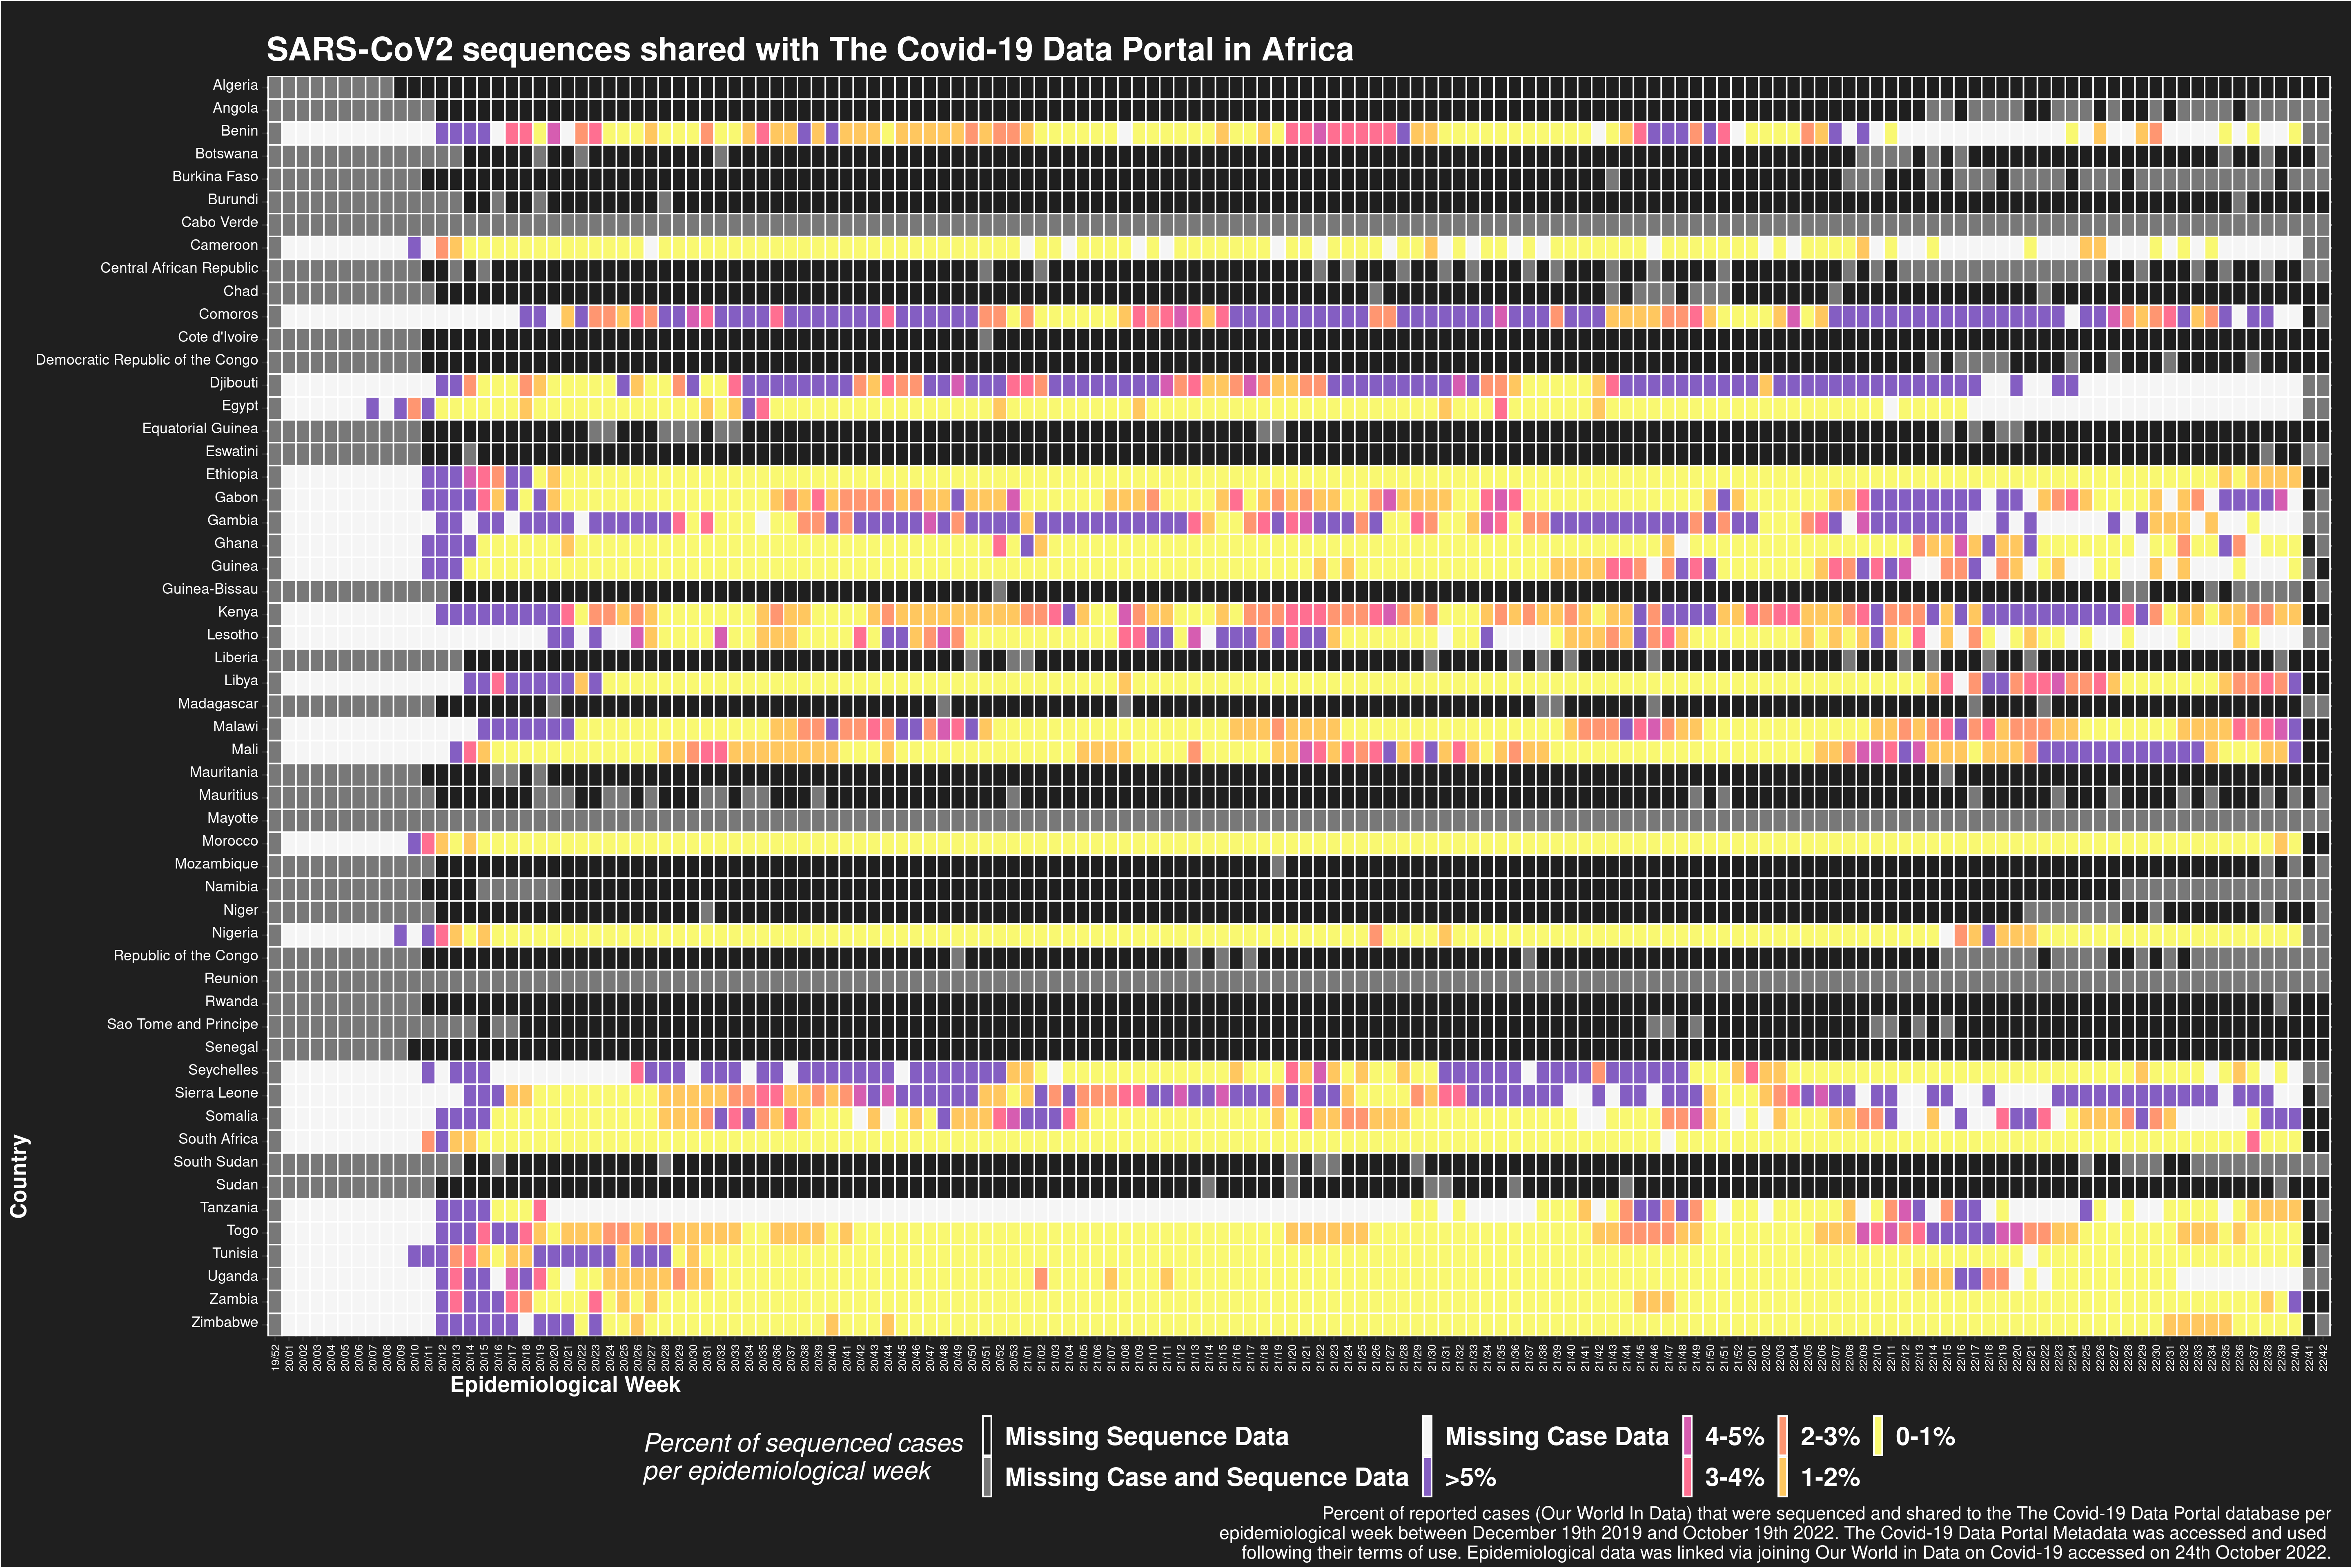 SARS-CoV2 sequences shared with The Covid-19 Data Portal in Africa
Algeria
Angola
Benin
Botswana
Burkina Faso
Burundi
Cabo Verde
Cameroon
Central African Republic
Chad
Comoros
Cote d'Ivoire
Democratic Republic of the Congo
Djibouti
Egypt
Equatorial Guinea
Eswatini
Ethiopia
Gabon
Gambia
Ghana
Guinea
Guinea-Bissau
Kenya
Lesotho
Liberia
Libya
Madagascar
Malawi
Mali
Mauritania
Mauritius
Mayotte
Morocco
Mozambique
Namibia
Niger
Nigeria
Republic of the Congo
Reunion
Rwanda
Sao Tome and Principe
Senegal
Seychelles
Sierra Leone
Somalia
South Africa
South Sudan
Sudan
Tanzania
Togo
Tunisia
Uganda
Zambia
Zimbabwe
Country
19/52 20/01 20/02 20/03 20/04 20/05 20/06 20/07 20/08 20/09 20/10 20/11 20/12 20/13 20/14 20/15 20/16 20/17 20/18 20/19 20/20 20/21 20/22 20/23 20/24 20/25 20/26 20/27 20/28 20/29 20/30 20/31 20/32 20/33 20/34 20/35 20/36 20/37 20/38 20/39 20/40 20/41 20/42 20/43 20/44 20/45 20/46 20/47 20/48 20/49 20/50 20/51 20/52 20/53 21/01 21/02 21/03 21/04 21/05 21/06 21/07 21/08 21/09 21/10 21/11 21/12 21/13 21/14 21/15 21/16 21/17 21/18 21/19 21/20 21/21 21/22 21/23 21/24 21/25 21/26 21/27 21/28 21/29 21/30 21/31 21/32 21/33 21/34 21/35 21/36 21/37 21/38 21/39 21/40 21/41 21/42 21/43 21/44 21/45 21/46 21/47 21/48 21/49 21/50 21/51 21/52 22/01 22/02 22/03 22/04 22/05 22/06 22/07 22/08 22/09 22/10 22/11 22/12 22/13 22/14 22/15 22/16 22/17 22/18 22/19 22/20 22/21 22/22 22/23 22/24 22/25 22/26 22/27 22/28 22/29 22/30 22/31 22/32 22/33 22/34 22/35 22/36 22/37 22/38 22/39 22/40 22/41 22/42
Epidemiological Week
Percent of sequenced cases
per epidemiological week
Missing Sequence Data
Missing Case and Sequence Data
Missing Case Data
>5%
4-5%
3-4%
2-3%
1-2%
0-1%
Percent of reported cases (Our World In Data) that were sequenced and shared to the The Covid-19 Data Portal database per
epidemiological week between December 19th 2019 and October 19th 2022. The Covid-19 Data Portal Metadata was accessed and used
following their terms of use. Epidemiological data was linked via joining Our World in Data on Covid-19 accessed on 24th October 2022.